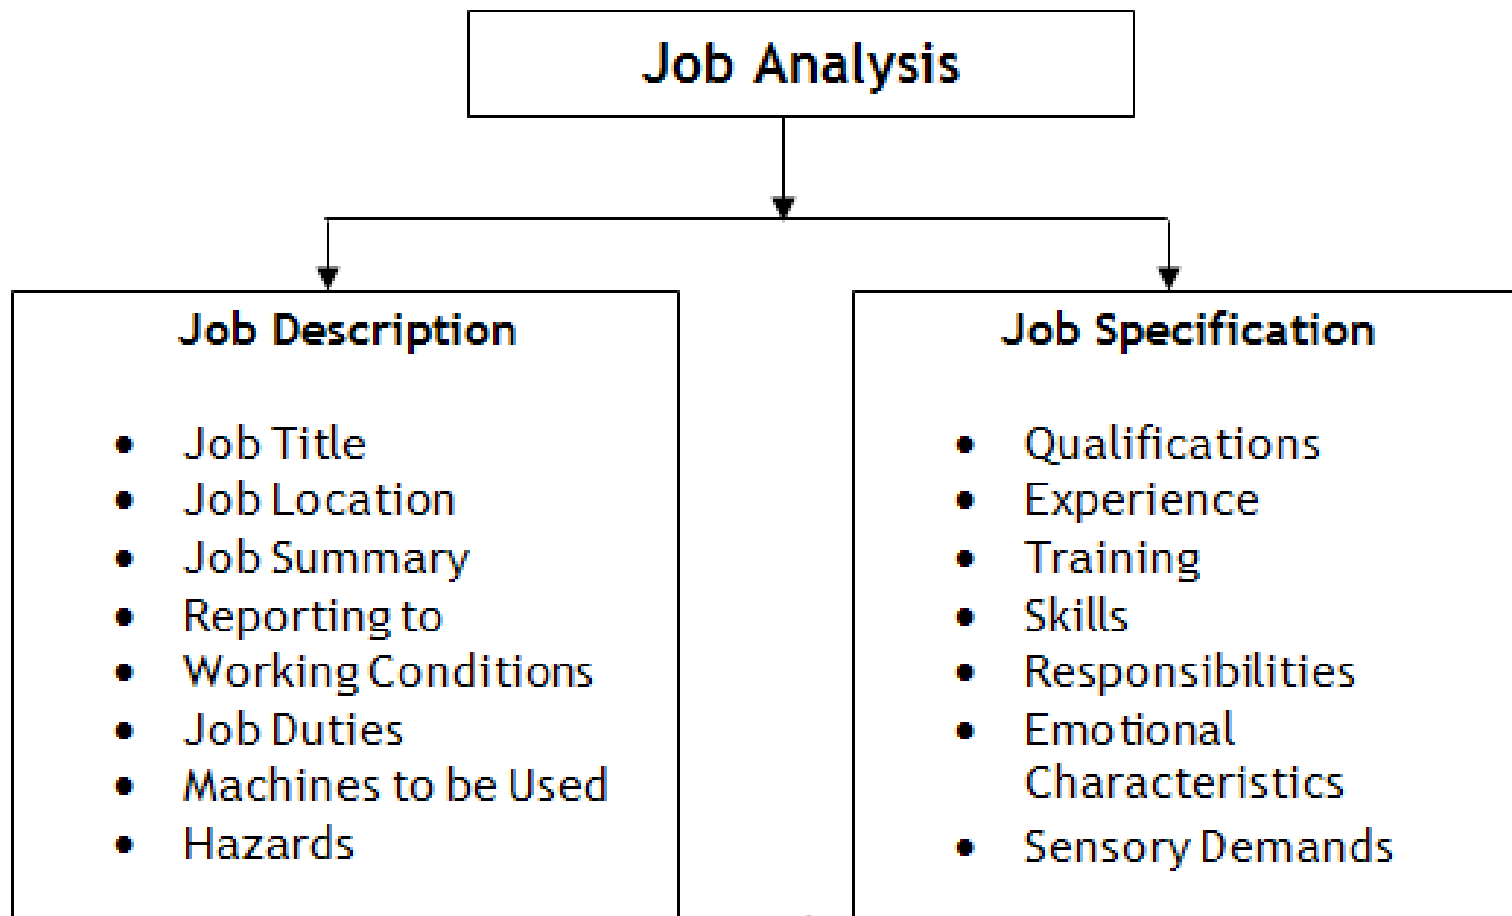 Job Analysis
Job Description
• Job Title
• Job Location
• Job Summary
• Reporting to
• Working Conditions
• Job Duties
• Machines to be Used
• Hazards
Job Specification
• Qualifications
• Experience
• Training
• Skills
• Responsibilities
• Emotional
Characteristics
• Sensory Demands